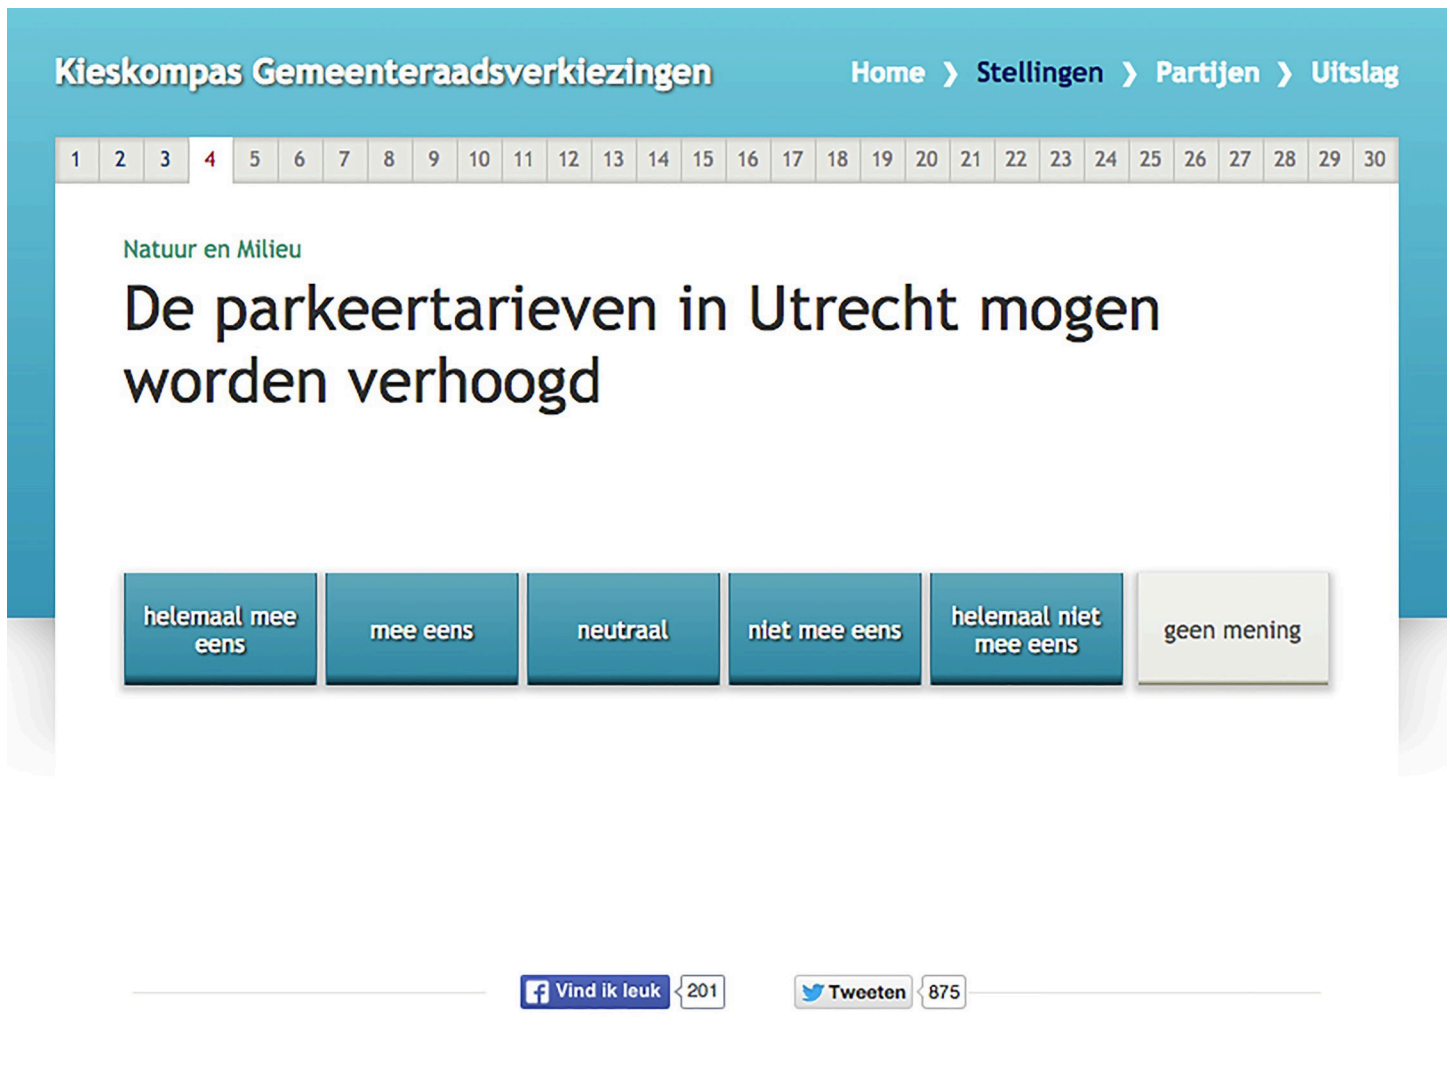 Kieskompas Gemeenteraadsverkiezingen
Home ❯ Stellingen ❯ Partijen ❯ Uitslag
1 2 3 4 5 6 7 8 9 10 11 12 13 14 15 16 17 18 19 20 21 22 23 24 25 26 27 28 29 30
Natuur en Milieu
De parkeertarieven in Utrecht mogen
worden verhoogd
helemaal mee
eens
mee eens
neutraal
niet mee eens
helemaal niet
mee eens
geen mening
Vind ik leuk 201
Tweeten 875